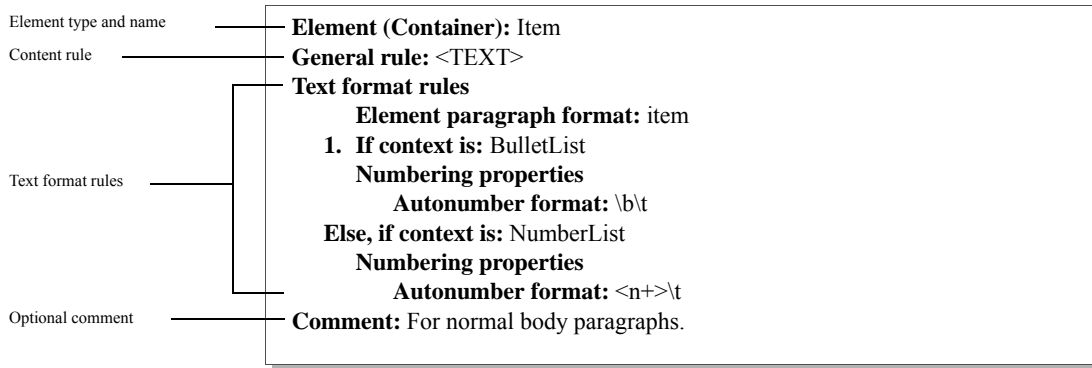 Element type and name
Element (Container): Item
Content rule
General rule: <TEXT>
Text format rules
Element paragraph format: item
1. If context is: BulletList
Numbering properties
Text format rules
Autonumber format: \b\t
Else, if context is: NumberList
Numbering properties
Autonumber format: <n+>\t
Optional comment
Comment: For normal body paragraphs.